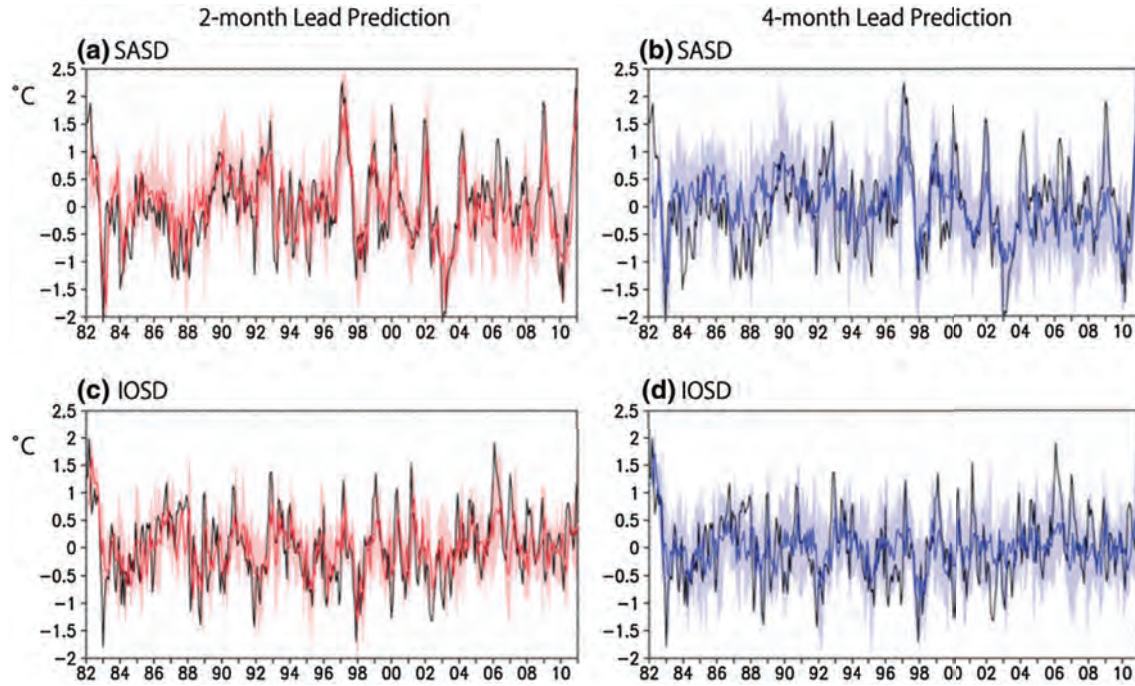 2-month Lead Prediction
4-month Lead Prediction
(a) SASD
(b) SASD
°C
2.5 2 1.5 1 0.5 0 −0.5 −1 −1.5 −2
82 84 86 88 90 92 94 96 98 00 02 04 06 08 10
2.5 2 1.5 1 0.5 0 −0.5 −1 −1.5 −2
82 84 86 88 90 92 94 96 98 00 02 04 06 08 10
(c) IOSD
(d) IOSD
°C
2.5 2 1.5 1 0.5 0 −0.5 −1 −1.5 −2
82 84 86 88 90 92 94 96 98 00 02 04 06 08 10
2.5 2 1.5 1 0.5 0 −0.5 −1 −1.5 −2
82 84 86 88 90 92 94 96 98 00 02 04 06 08 10